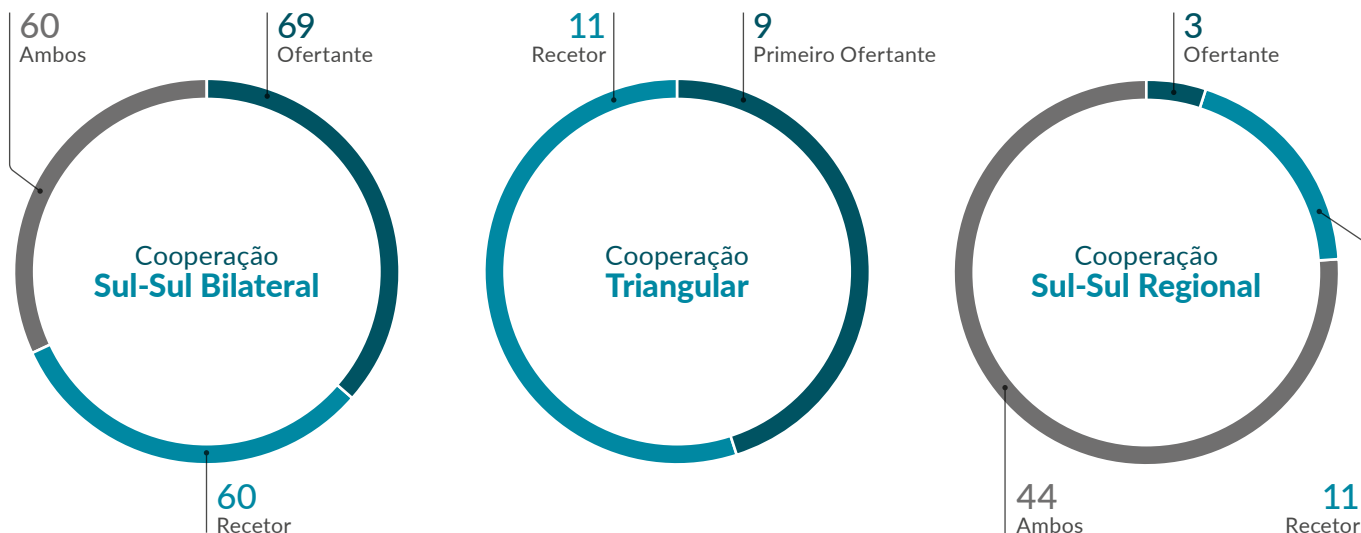 60
Ambos
69
Ofertante
Cooperação
Sul-Sul Bilateral
60
Recetor
11
Recetor
9
Primeiro Ofertante
Cooperação
Triangular
3
Ofertante
Cooperação
Sul-Sul Regional
44
Ambos
11
Recetor